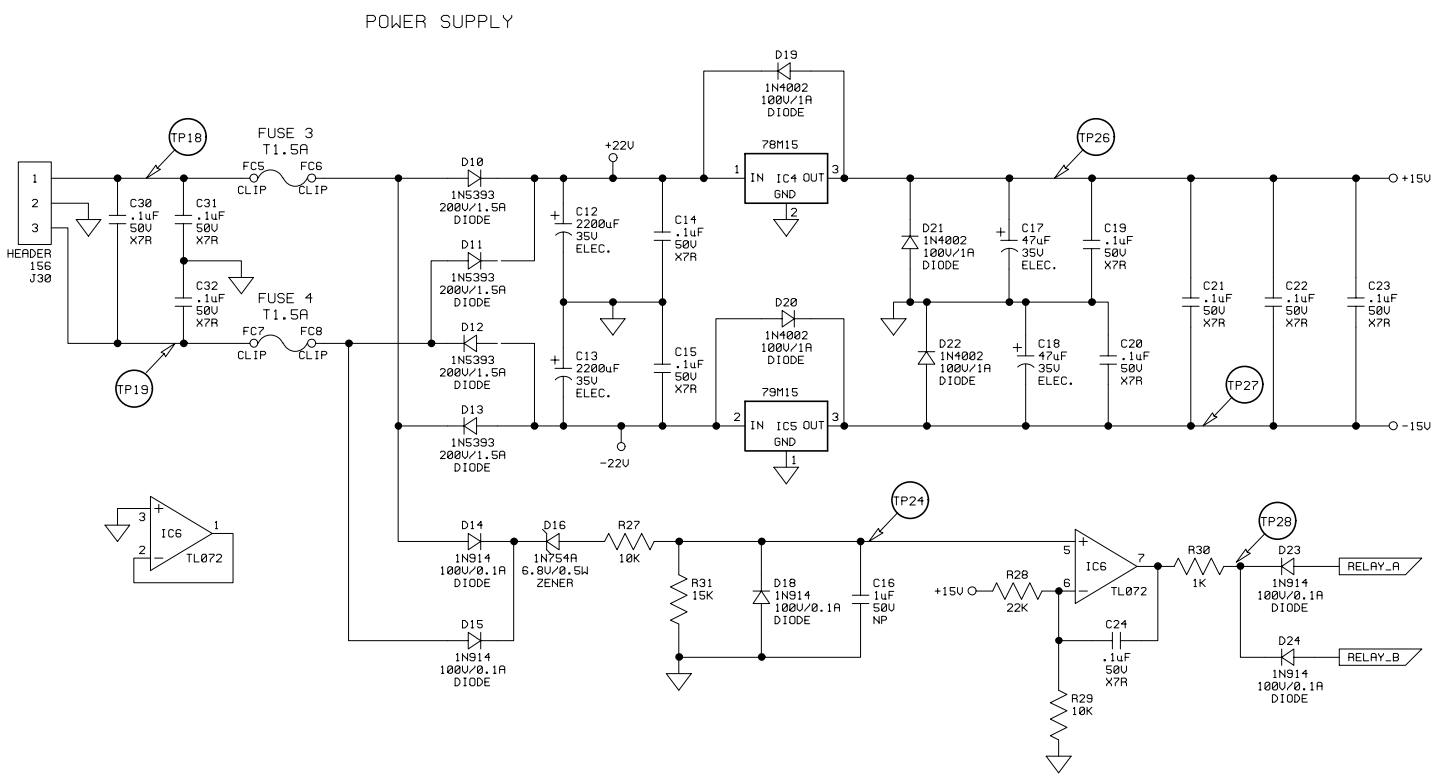 POWER SUPPLY
D19
1N4002
100V/1A
DIODE
TP18
FUSE 3
T1.5A
FC5
FC6
CLIP
CLIP
1
2
3
HEADER
156
J30
C30
.1uF
50V
X7R
C31
.1uF
50V
X7R
C32
.1uF
50V
X7R
FUSE 4
T1.5A
FC7
FC8
CLIP
CLIP
TP19
D10
1N5393
200V/1.5A
DIODE
D11
1N5393
200V/1.5A
DIODE
D12
1N5393
200V/1.5A
DIODE
D13
1N5393
200V/1.5A
DIODE
+22V
+
C12
2200uF
35V
ELEC.
C14
.1uF
50V
X7R
+
C13
2200uF
35V
ELEC.
C15
.1uF
50V
X7R
-22V
78M15
1
IN IC4 OUT
3
GND
2
D20
1N4002
100V/1A
DIODE
79M15
2
IN IC5 OUT
3
GND
1
TP26
+15V
D21
1N4002
100V/1A
DIODE
+
C17
47uF
35V
ELEC.
C19
.1uF
50V
X7R
D22
1N4002
100V/1A
DIODE
+
C18
47uF
35V
ELEC.
C20
.1uF
50V
X7R
C21
.1uF
50V
X7R
C22
.1uF
50V
X7R
C23
.1uF
50V
X7R
TP27
-15V
3
+
IC6
1
2
-
TL072
D14
1N914
100V/0.1A
DIODE
D15
1N914
100V/0.1A
DIODE
D16
1N754A
6.8V/0.5W
ZENER
R27
10K
R31
15K
D18
1N914
100V/0.1A
DIODE
C16
1uF
50V
NP
TP24
+15V
R28
22K
5
+
IC6
7
6
-
TL072
C24
.1uF
50V
X7R
R29
10K
R30
1K
TP28
D23
1N914
100V/0.1A
DIODE
RELAY_A
D24
1N914
100V/0.1A
DIODE
RELAY_B